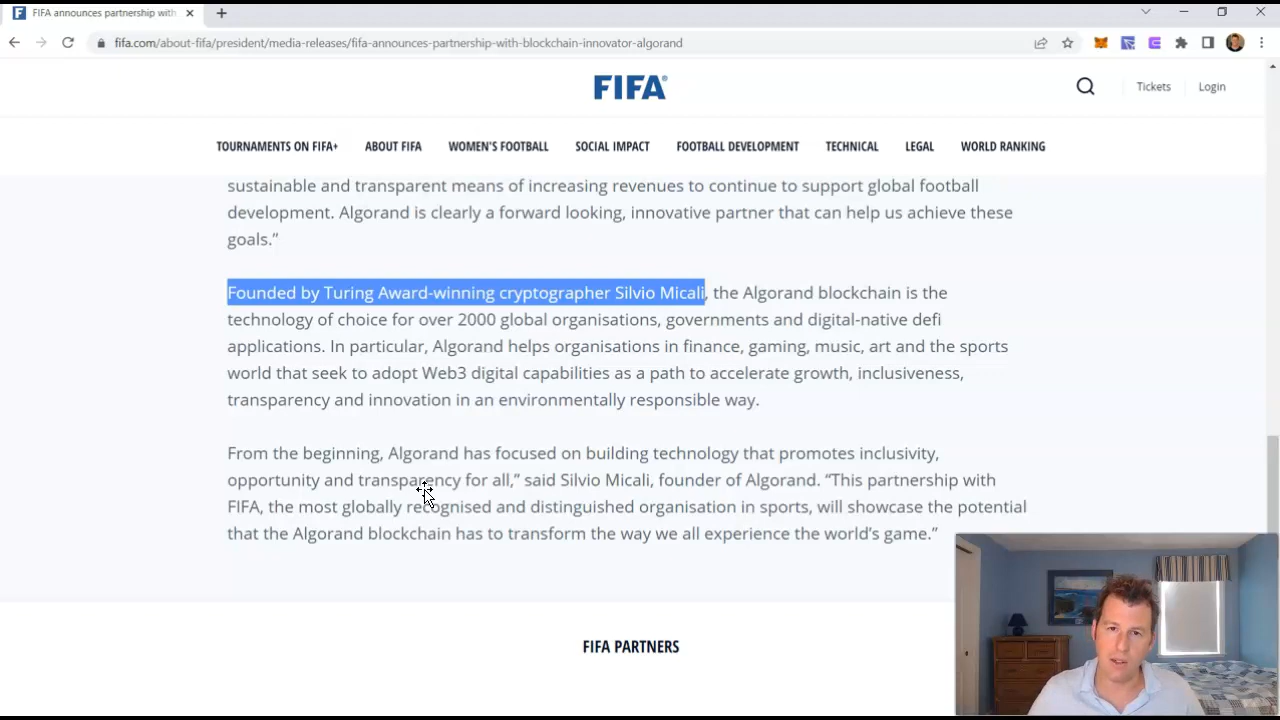 FIFA announces partnership with
fifa.com/about-fifa/president/media-releases/fifa-announces-partnership-with-blockchain-innovator-algorand
FIFA®
Tickets
Login
TOURNAMENTS ON FIFA+
ABOUT FIFA
WOMEN'S FOOTBALL
SOCIAL IMPACT
FOOTBALL DEVELOPMENT
TECHNICAL
LEGAL
WORLD RANKING
sustainable and transparent means of increasing revenues to continue to support global football
development. Algorand is clearly a forward looking, innovative partner that can help us achieve these
goals.”
Founded by Turing Award-winning cryptographer Silvio Micali, the Algorand blockchain is the
technology of choice for over 2000 global organisations, governments and digital-native defi
applications. In particular, Algorand helps organisations in finance, gaming, music, art and the sports
world that seek to adopt Web3 digital capabilities as a path to accelerate growth, inclusiveness,
transparency and innovation in an environmentally responsible way.
From the beginning, Algorand has focused on building technology that promotes inclusivity,
opportunity and transparency for all,” said Silvio Micali, founder of Algorand. “This partnership with
FIFA, the most globally recognised and distinguished organisation in sports, will showcase the potential
that the Algorand blockchain has to transform the way we all experience the world’s game.”
FIFA PARTNERS